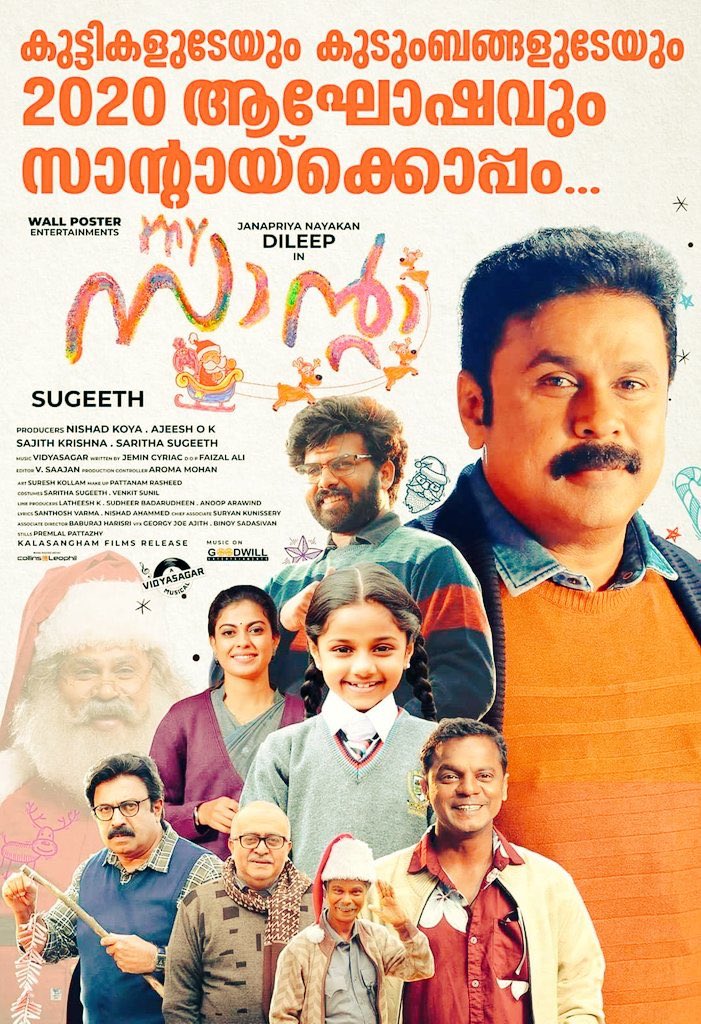 കുട്ടികളുടേയും കുടുംബങ്ങളുടേയും
2020 ആഘോഷവും
സാന്റായ്ക്കൊപ്പം...
WALL POSTER
ENTERTAINMENTS
JANAPRIYA NAYAKAN
DILEEP
IN
my
സാന്റാ
SUGEETH
PRODUCERS NISHAD KOYA . AJEESH O K
SAJITH KRISHNA . SARITHA SUGEETH
MUSIC VIDYASAGAR WRITTEN BY JEMIN CYRIAC D O P FAIZAL ALI
EDITOR V. SAAJAN PRODUCTION CONTROLLER AROMA MOHAN
ART SURESH KOLLAM MAKE UP PATTANAM RASHEED
COSTUMES SARITHA SUGEETH . VENKIT SUNIL
LINE PRODUCERS LATHEESH K . SUDHEER BADARUDHEEN . ANOOP ARAWIND
LYRICS SANTHOSH VARMA . NISHAD AHAMMED CHIEF ASSOCIATE SURYAN KUNISSERY
ASSOCIATE DIRECTOR BABURAJ HARISRI VFX GEORGY JOE AJITH . BINOY SADASIVAN
STILLS PREMLAL PATTAZHY
KALASANGHAM FILMS RELEASE
MUSIC ON
GOODWILL
ENTERTAINMENTS
collins Leophil
A
VIDYASAGAR
MUSICAL